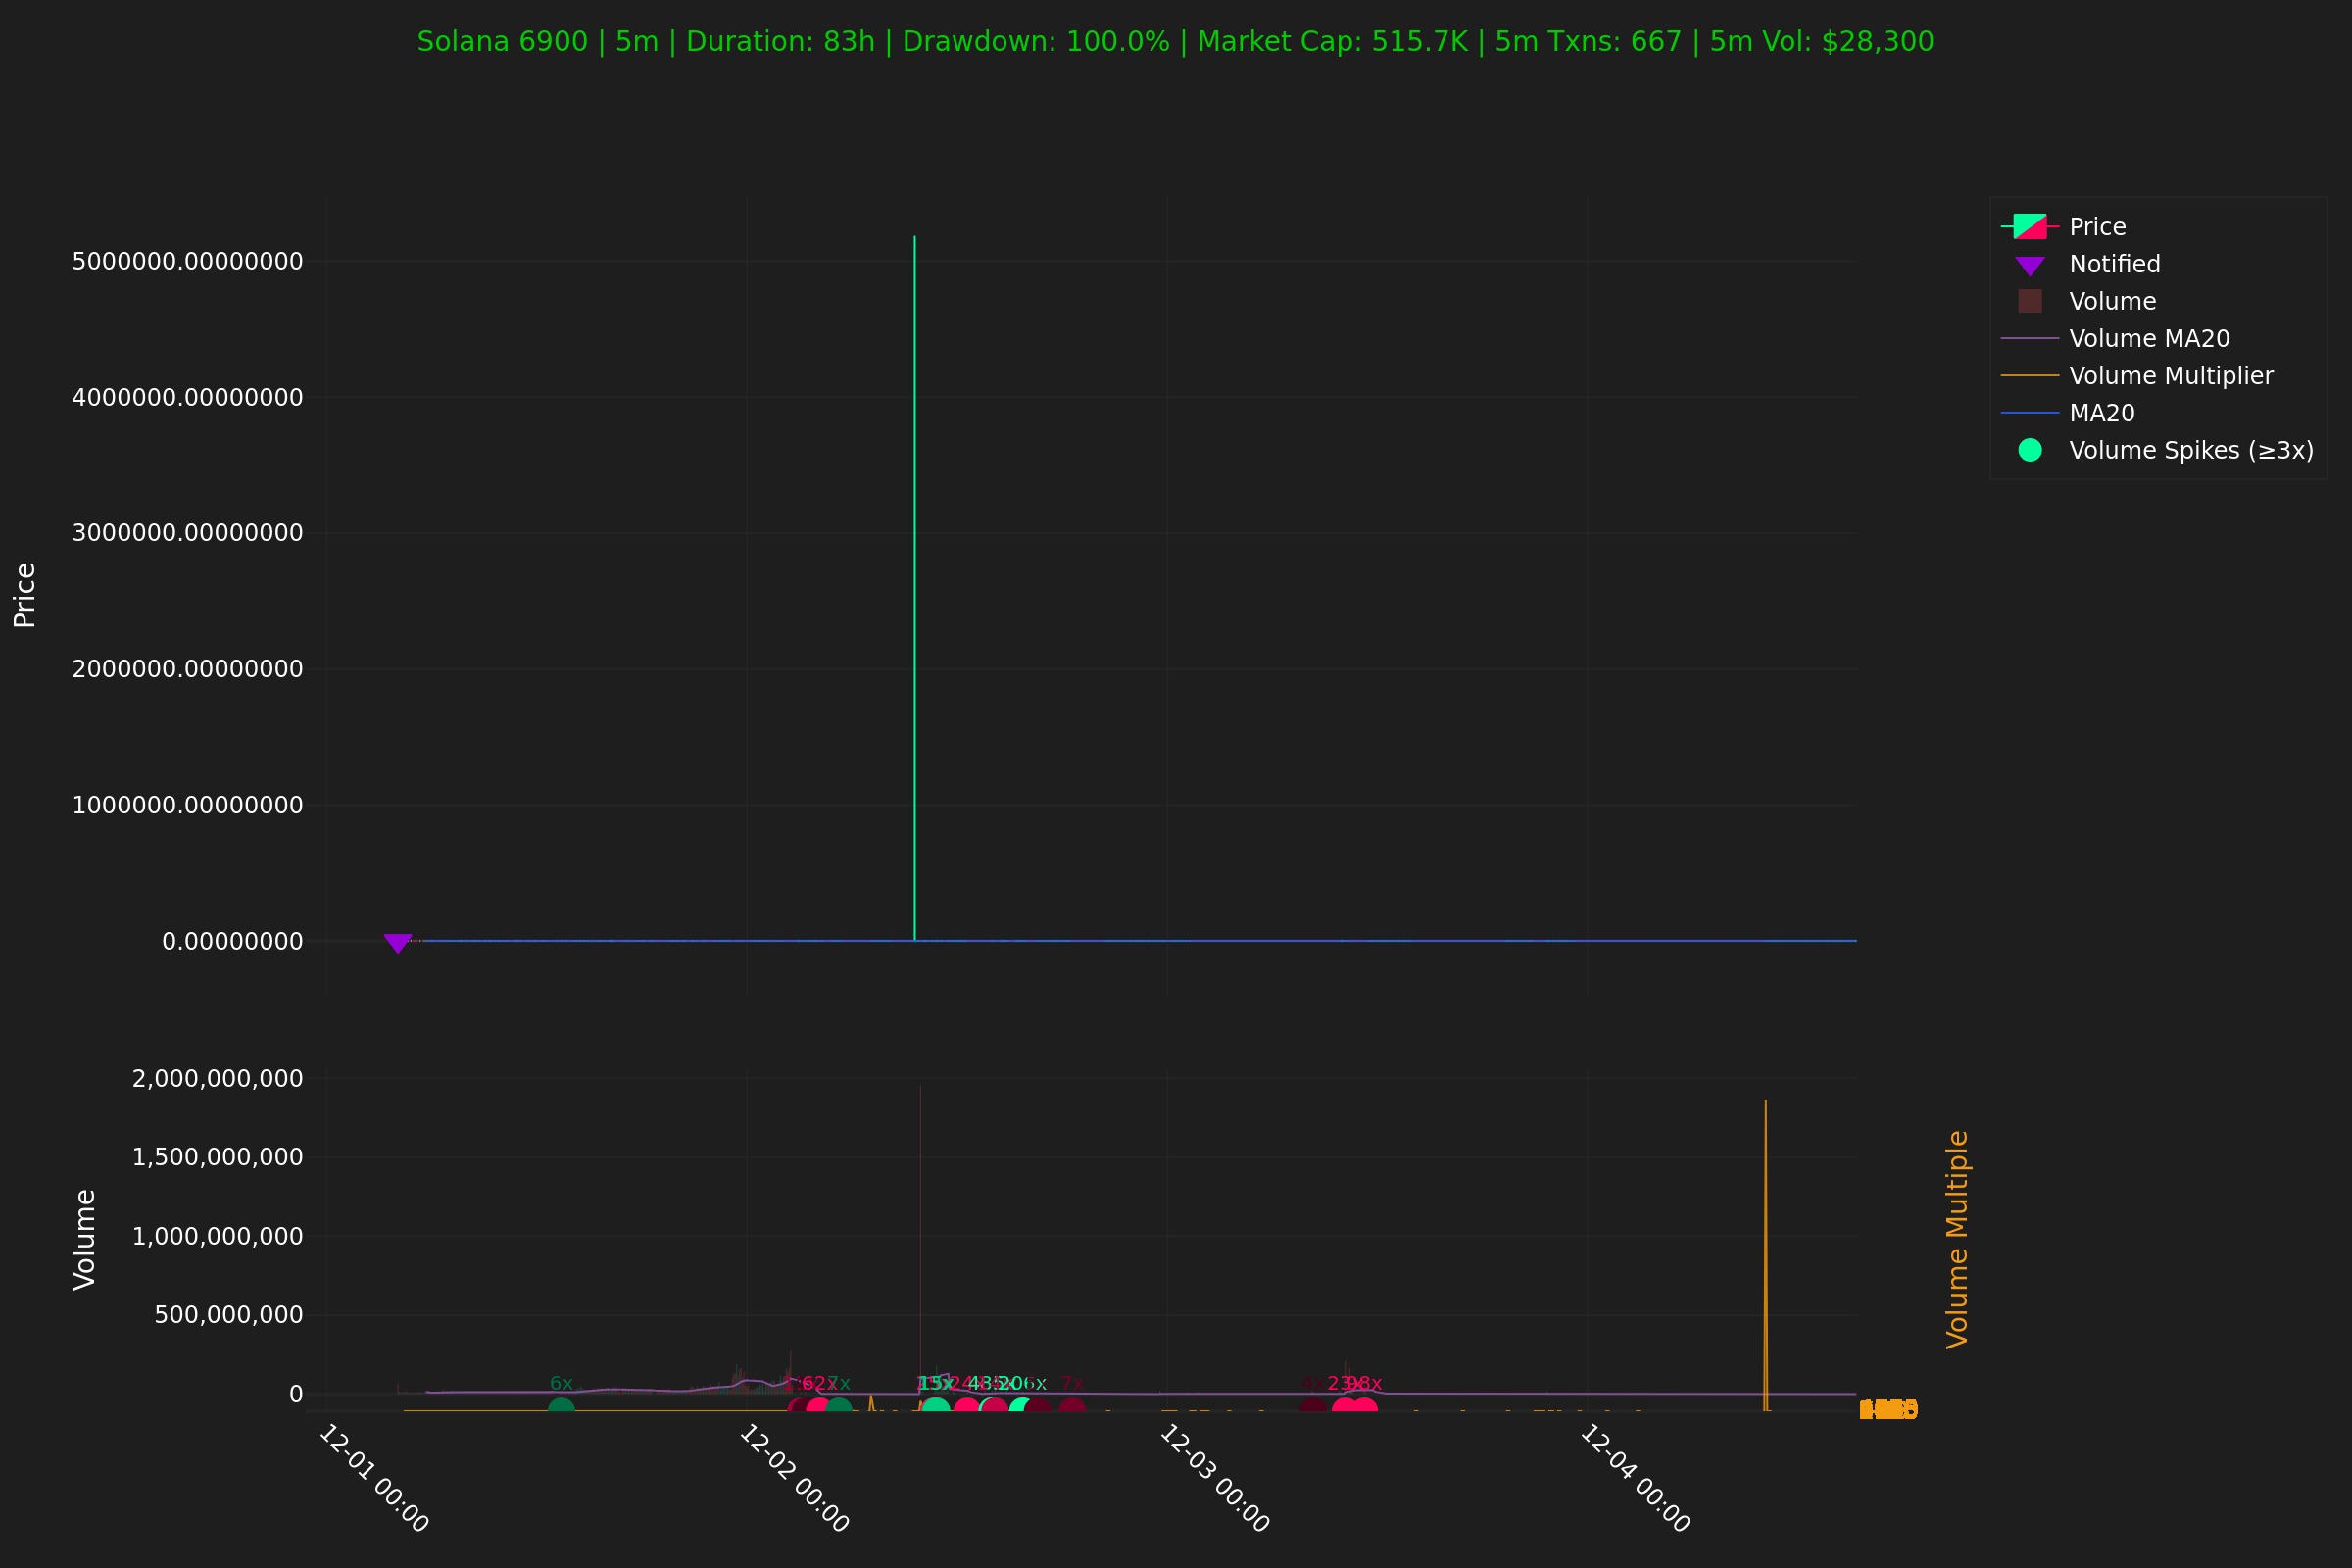 Solana 6900 | 5m | Duration: 83h | Drawdown: 100.0% | Market Cap: 515.7K | 5m Txns: 667 | 5m Vol: $28,300
Price
5000000.00000000
4000000.00000000
3000000.00000000
2000000.00000000
1000000.00000000
0.00000000
Price
Notified
Volume
Volume MA20
Volume Multiplier
MA20
Volume Spikes (≥3x)
Volume
2,000,000,000
1,500,000,000
1,000,000,000
500,000,000
0
Volume Multiple
6x
7x
7x
12-01 00:00
12-02 00:00
12-03 00:00
12-04 00:00